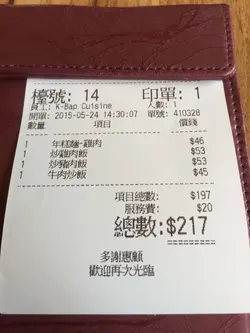 檯號: 14 印單: 1
員工: K-Bap Cuisine 人數: 1
開單: 2015-05-24 14:30:07 單號: 410328
數量 項目 價錢
1 年糕麵-雞肉 $46
1 炒雞肉飯 $53
1 炒豬肉飯 $53
1 牛肉炒飯 $45
項目總數: $197
服務費: $20
總數: $217
多謝惠顧
歡迎再次光臨